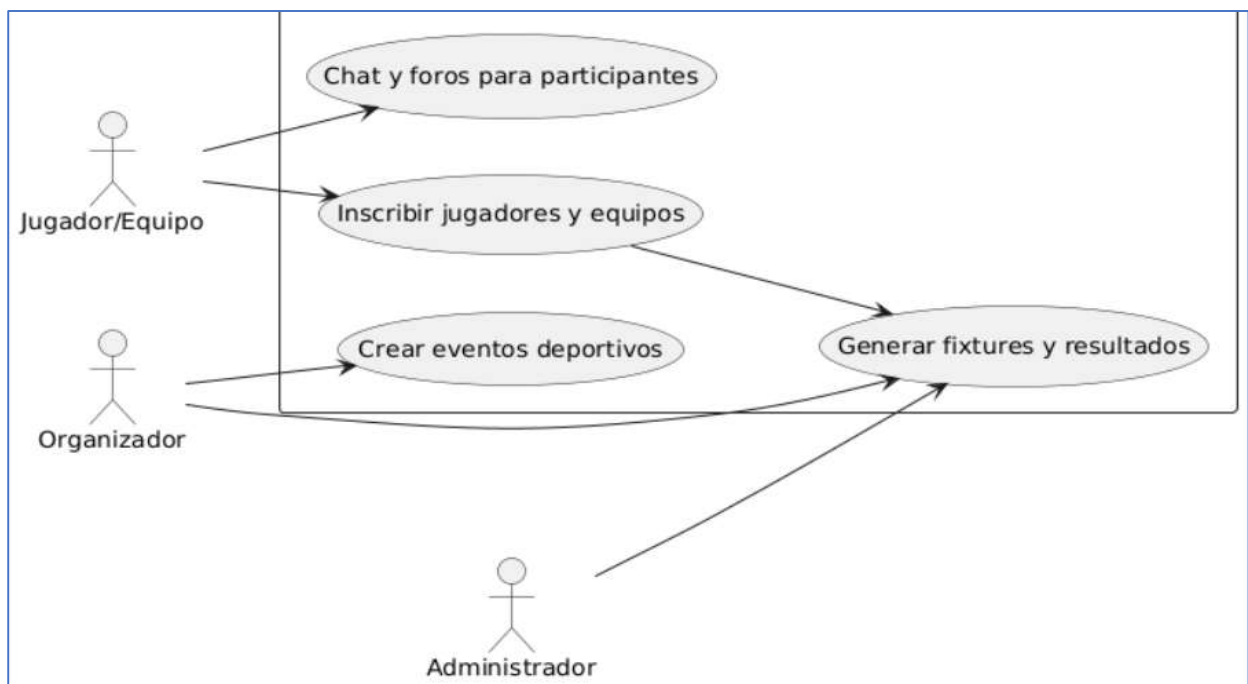 Chat y foros para participantes
Jugador/Equipo
Inscribir jugadores y equipos
Crear eventos deportivos
Generar fixtures y resultados
Organizador
Administrador